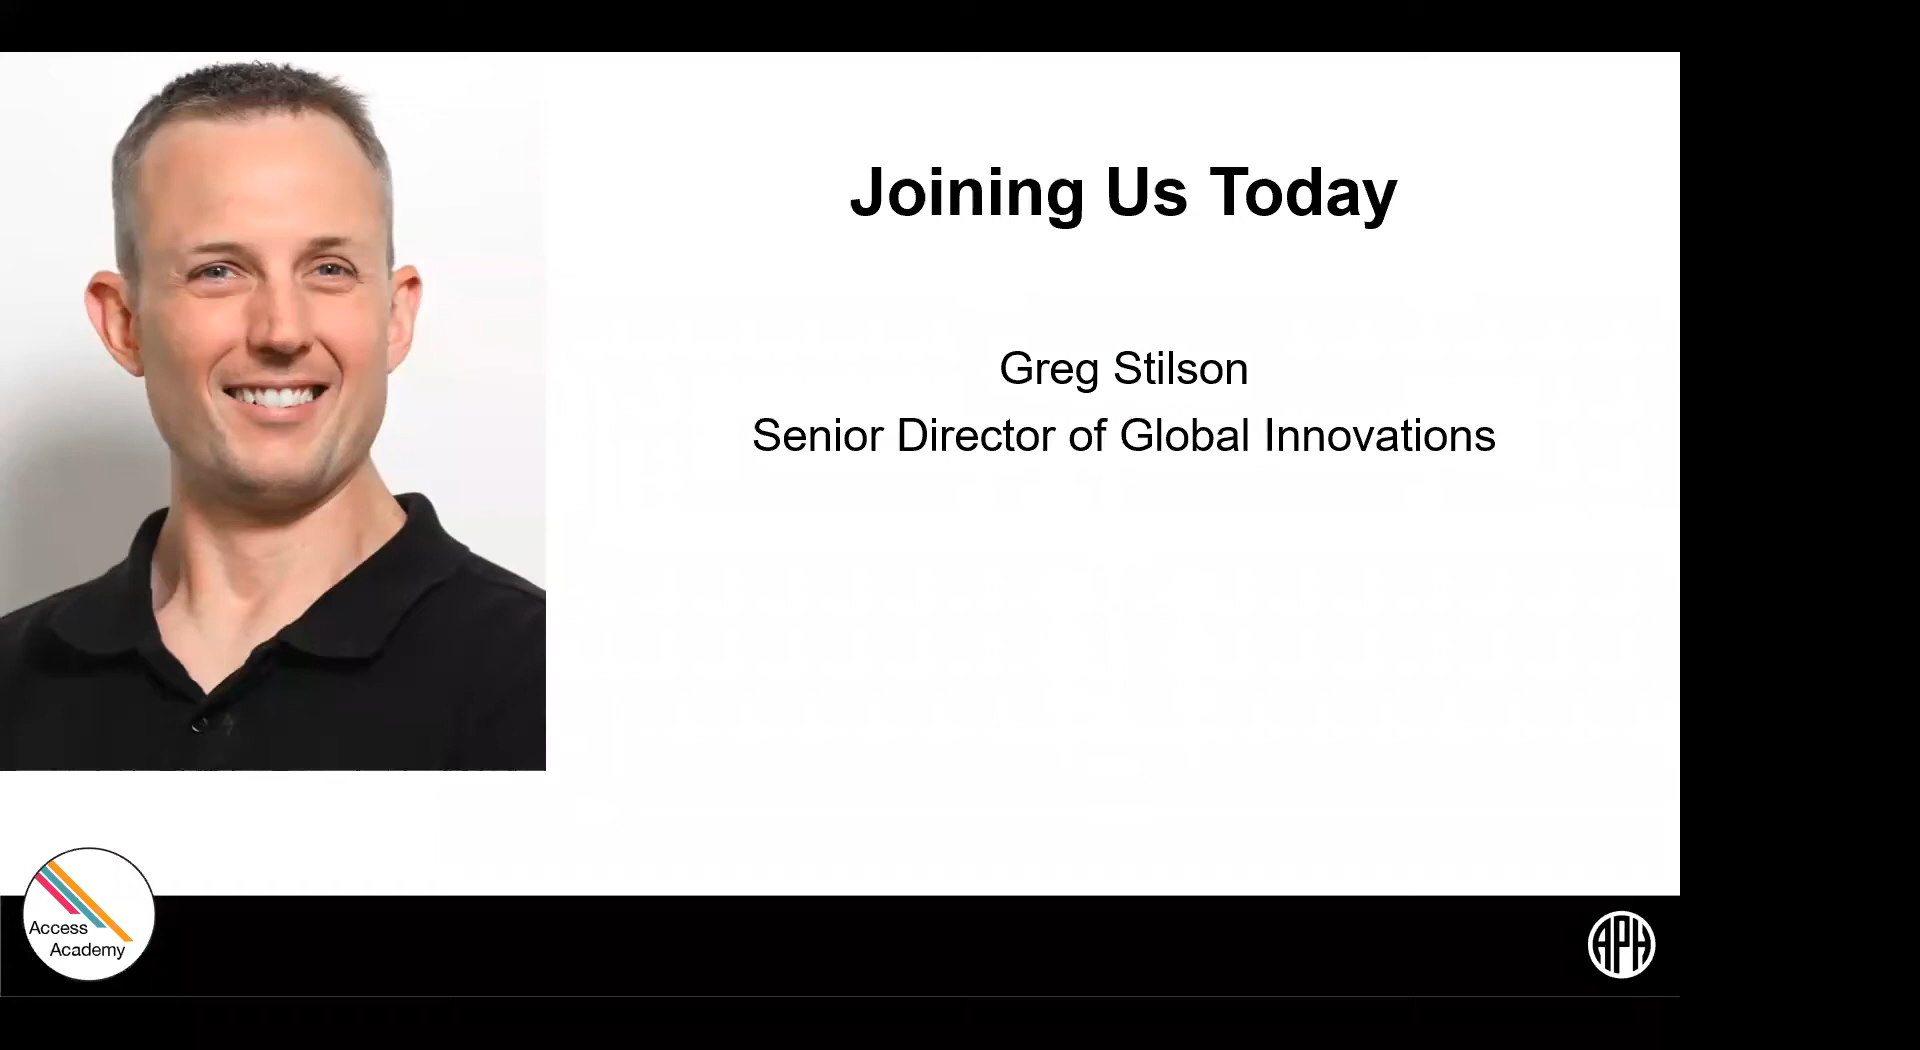 Joining Us Today
Greg Stilson
Senior Director of Global Innovations
Access
Academy
APH